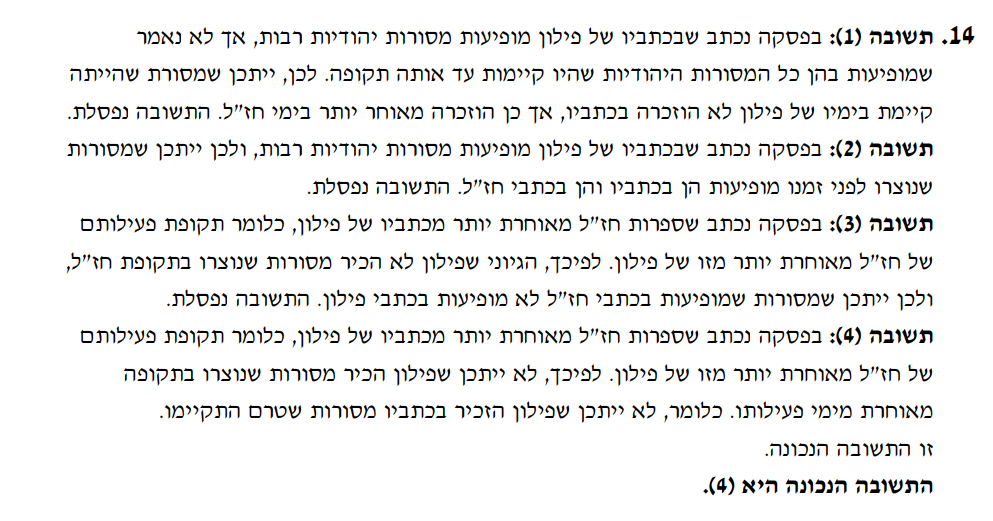 14. תשובה (1): בפסקה נכתב שבכתביו של פילון מופיעות מסורות יהודיות רבות, אך לא נאמר
שמופיעות בהן כל המסורות היהודיות שהיו קיימות עד אותה תקופה. לכן, ייתכן שמסורת שהייתה
קיימת בימיו של פילון לא הוזכרה בכתביו, אך כן הוזכרה מאוחר יותר בימי חז"ל. התשובה נפסלת.
תשובה (2): בפסקה נכתב שבכתביו של פילון מופיעות מסורות יהודיות רבות, ולכן ייתכן שמסורות
שנוצרו לפני זמנו מופיעות הן בכתביו והן בכתבי חז"ל. התשובה נפסלת.
תשובה (3): בפסקה נכתב שספרות חז"ל מאוחרת יותר מכתביו של פילון, כלומר תקופת פעילותם
של חז"ל מאוחרת יותר מזו של פילון. לפיכך, הגיוני שפילון לא הכיר מסורות שנוצרו בתקופת חז"ל,
ולכן ייתכן שמסורות שמופיעות בכתבי חז"ל לא מופיעות בכתבי פילון. התשובה נפסלת.
תשובה (4): בפסקה נכתב שספרות חז"ל מאוחרת יותר מכתביו של פילון, כלומר תקופת פעילותם
של חז"ל מאוחרת יותר מזו של פילון. לפיכך, לא ייתכן שפילון הכיר מסורות שנוצרו בתקופה
מאוחרת מימי פעילותו. כלומר, לא ייתכן שפילון הזכיר בכתביו מסורות שטרם התקיימו.
זו התשובה הנכונה.
התשובה הנכונה היא (4).